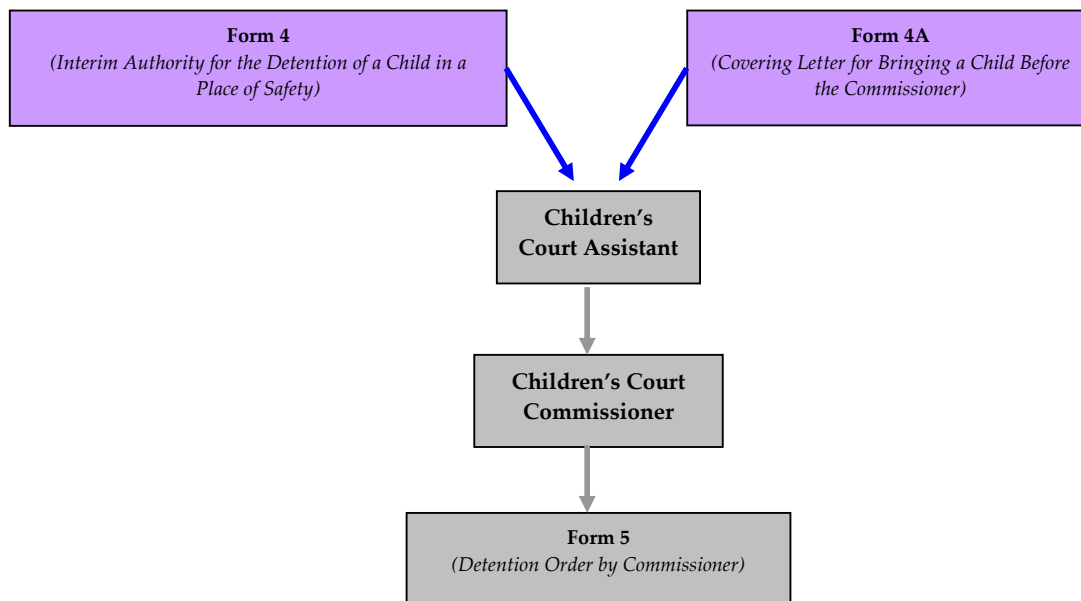 Form 4
(Interim Authority for the Detention of a Child in a
Place of Safety)
Form 4A
(Covering Letter for Bringing a Child Before
the Commissioner)
Children’s
Court Assistant
Children’s Court
Commissioner
Form 5
(Detention Order by Commissioner)